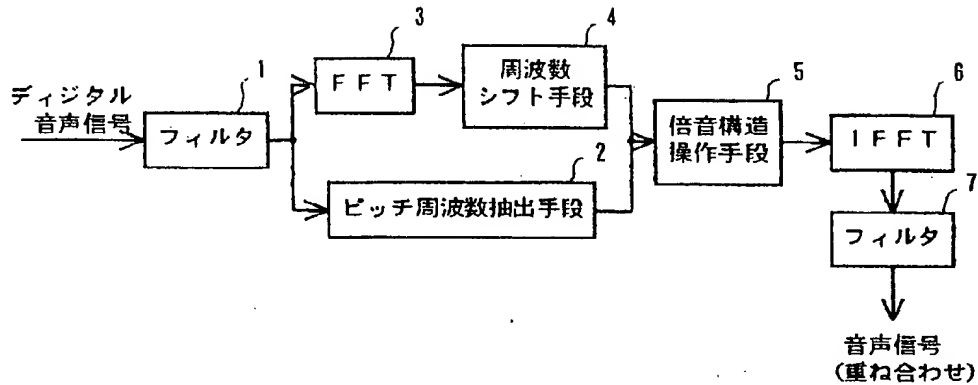 ディジタル
音声信号
1
フィルタ
3
FFT
4
周波数
シフト手段
2
ピッチ周波数抽出手段
5
倍音構造
操作手段
6
IFFT
7
フィルタ
音声信号
(重ね合わせ)